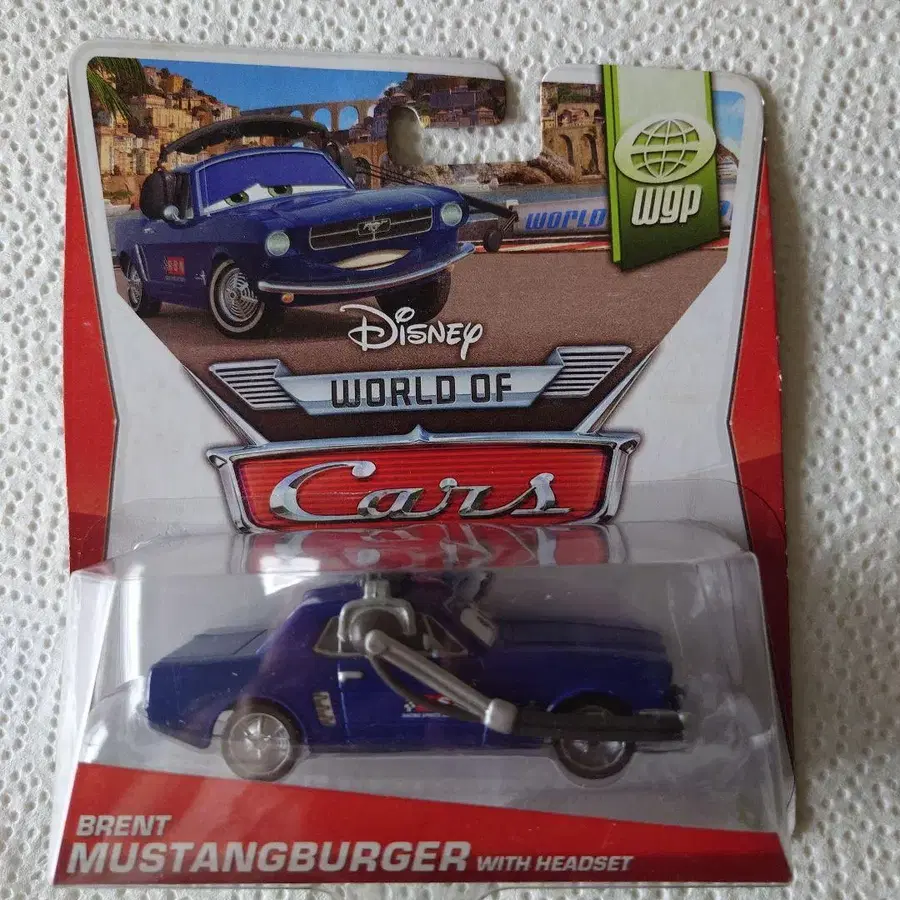 WORLD
WGP
Disney
WORLD OF
Cars
BRENT
MUSTANGBURGER WITH HEADSET